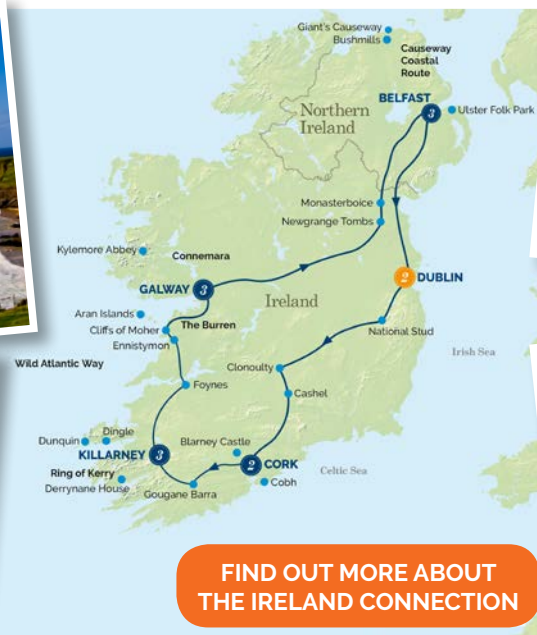 Giant's Causeway
Bushmills
Causeway
Coastal
Route
BELFAST
3
Ulster Folk Park
Northern
Ireland
Monasterboice
Newgrange Tombs
Kylemore Abbey
Connemara
GALWAY
3
2
DUBLIN
Ireland
Aran Islands
The Burren
Cliffs of Moher
Ennistymon
National Stud
Irish Sea
Wild Atlantic Way
Clonoulty
Foynes
Cashel
Dingle
Dunquin
Blarney Castle
KILLARNEY
3
2
CORK
Celtic Sea
Ring of Kerry
Derrynane House
Cobh
Gougane Barra
FIND OUT MORE ABOUT
THE IRELAND CONNECTION